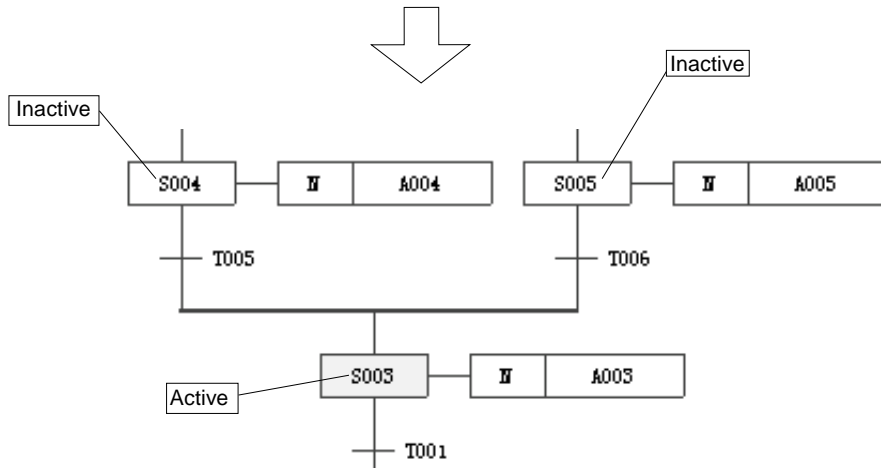 Inactive
Inactive
S004 N A004
S005 N A005
T005
T006
S003 N A003
Active
T001